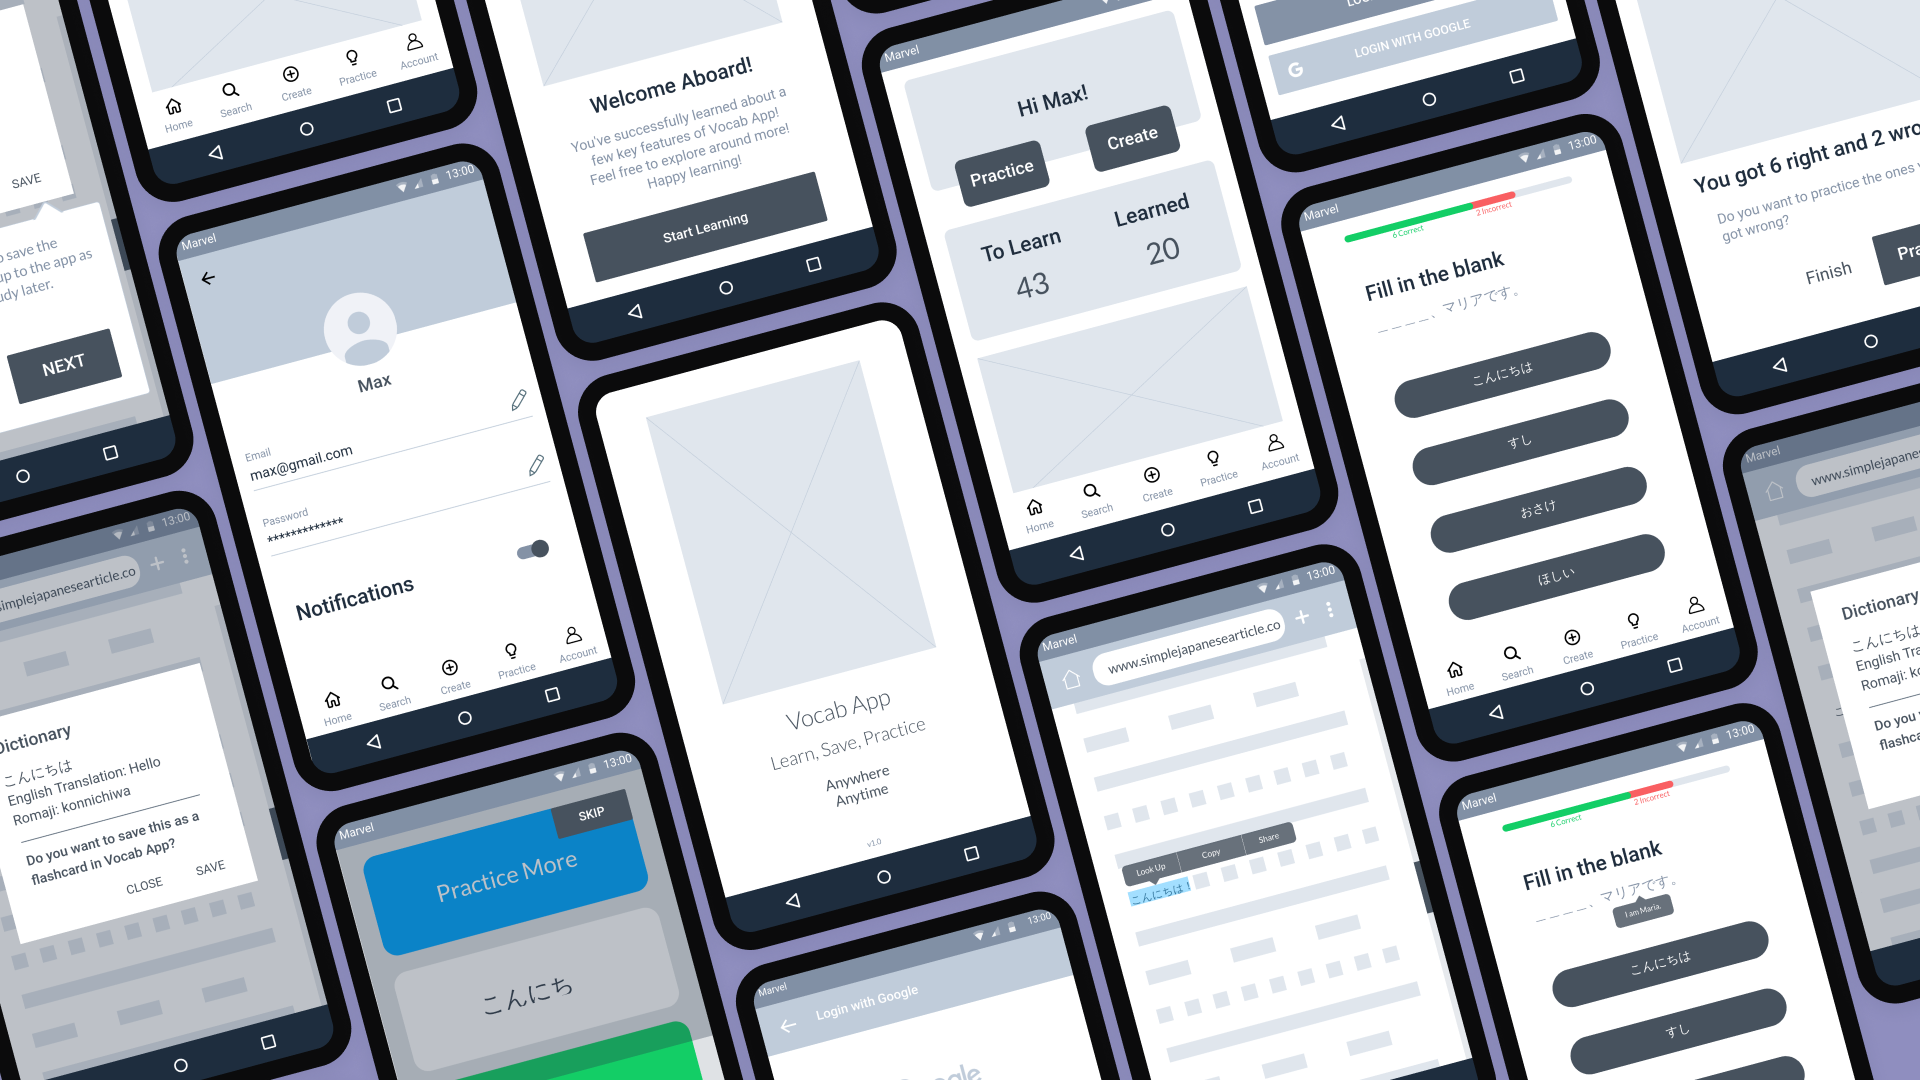 SAVE
to save the
up to the app as
study later.
NEXT
13:00
simplejapanesearticle.co
Dictionary
こんにちは
English Translation: Hello
Romaji: konnichiwa
Do you want to save this as a
flashcard in Vocab App?
CLOSE
SAVE
Home
Search
Create
Practice
Account
Marvel
13:00
Max
Email
max@gmail.com
Password
*************
Notifications
Home
Search
Create
Practice
Account
Marvel
13:00
SKIP
Practice More
こんにち
Welcome Aboard!
You've successfully learned about a
few key features of Vocab App!
Feel free to explore around more!
Happy learning!
Start Learning
Vocab App
Learn, Save, Practice
Anywhere
Anytime
v1.0
Marvel
13:00
Login with Google
Marvel
Hi Max!
Practice
Create
To Learn
Learned
43
20
Home
Search
Create
Practice
Account
Marvel
13:00
www.simplejapanesearticle.co
Look Up
Copy
Share
こんにちは！
G
LOGIN WITH GOOGLE
Marvel
13:00
6 Correct
2 Incorrect
Fill in the blank
＿＿＿＿、マリアです。
こんにちは
すし
おさけ
ほしい
Home
Search
Create
Practice
Account
Marvel
13:00
6 Correct
2 Incorrect
Fill in the blank
＿＿＿＿、マリアです。
I am Maria.
こんにちは
すし
You got 6 right and 2
Do you want to practice the ones
got wrong?
Finish
Marvel
Dictionary
こんにちは
English
Romaji:
Do you